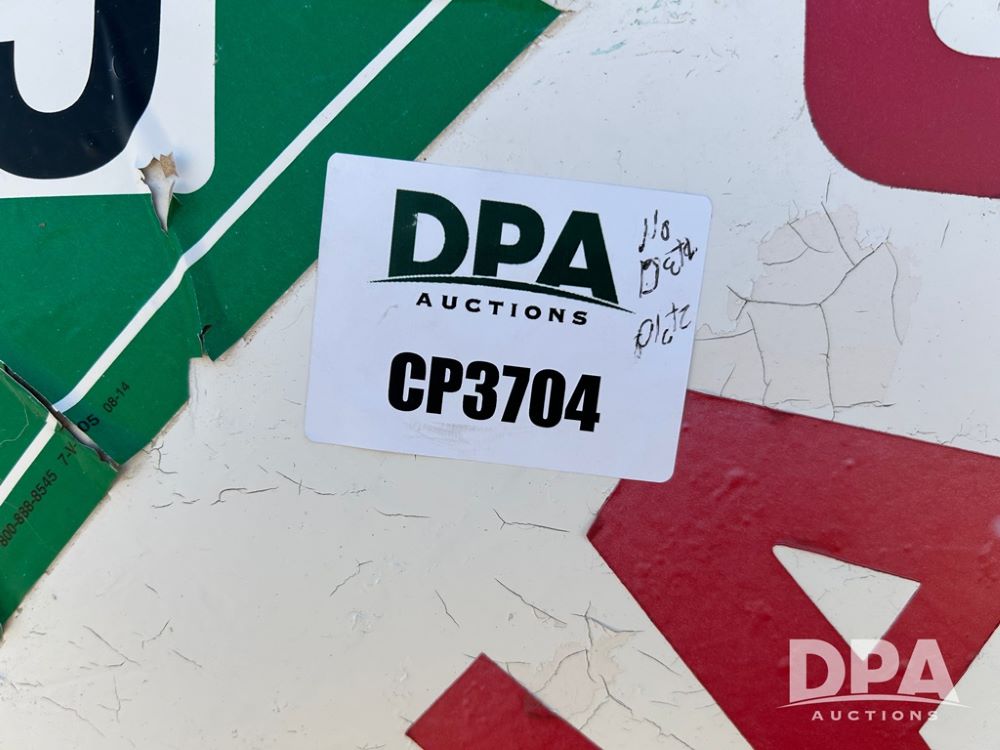 DPA
AUCTIONS
CP3704
800-888-8545
08-14
DPA
AUCTIONS